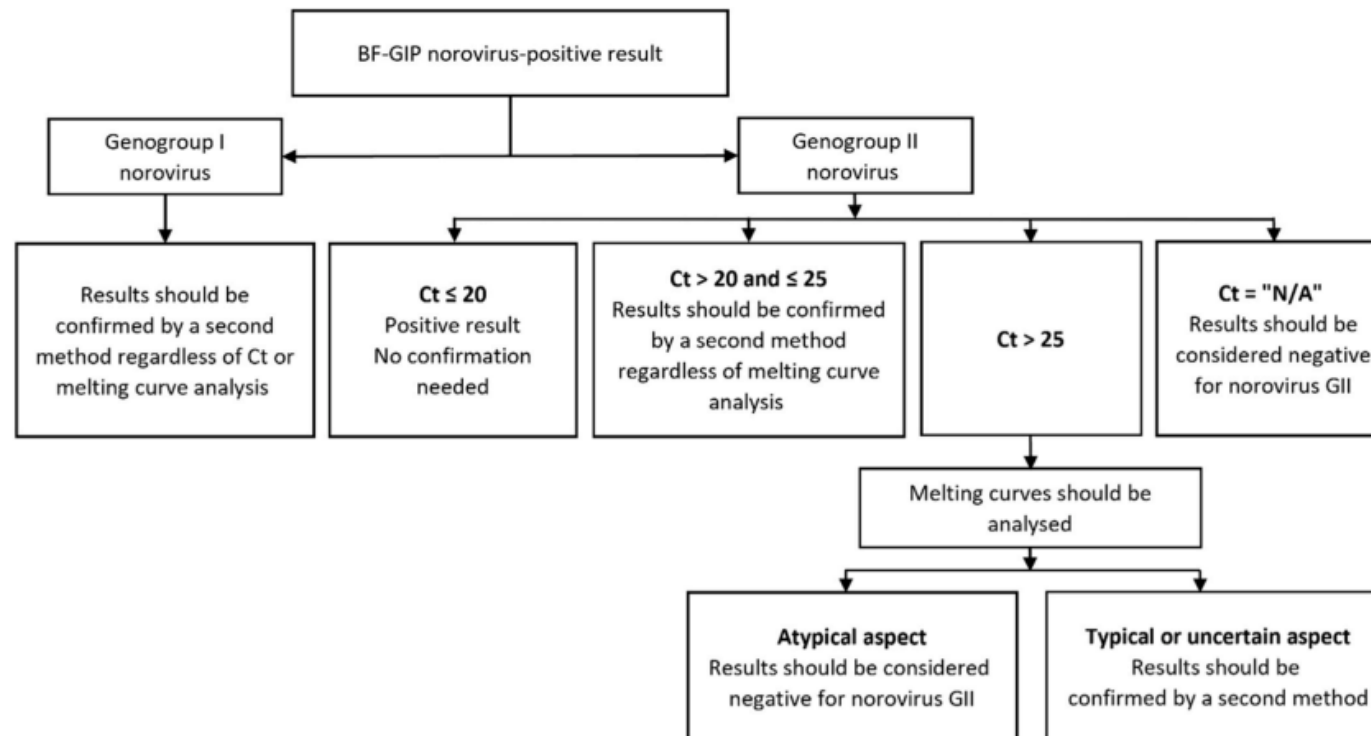 BF-GIP norovirus-positive result
Genogroup I
norovirus
Genogroup II
norovirus
Results should be
confirmed by a second
method regardless of Ct or
melting curve analysis
Ct ≤ 20
Positive result
No confirmation
needed
Ct > 20 and ≤ 25
Results should be confirmed
by a second method
regardless of melting curve
analysis
Ct > 25
Ct = "N/A"
Results should be
considered negative
for norovirus GII
Melting curves should be
analysed
Atypical aspect
Results should be considered
negative for norovirus GII
Typical or uncertain aspect
Results should be
confirmed by a second method